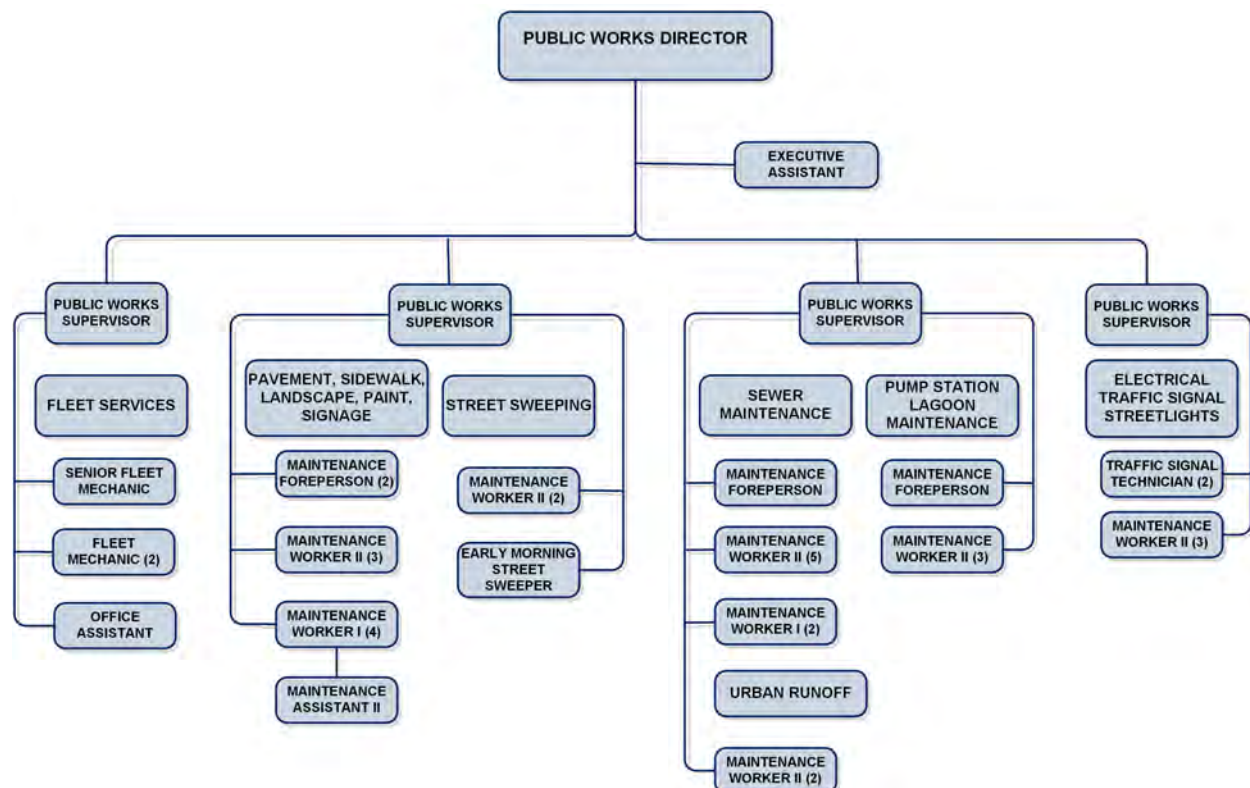 PUBLIC WORKS DIRECTOR
EXECUTIVE
ASSISTANT
PUBLIC WORKS
SUPERVISOR
FLEET SERVICES
SENIOR FLEET
MECHANIC
FLEET
MECHANIC (2)
OFFICE
ASSISTANT
PUBLIC WORKS
SUPERVISOR
PAVEMENT, SIDEWALK,
LANDSCAPE, PAINT,
SIGNAGE
MAINTENANCE
FOREPERSON (2)
MAINTENANCE
WORKER II (3)
MAINTENANCE
WORKER I (4)
MAINTENANCE
ASSISTANT II
STREET SWEEPING
MAINTENANCE
WORKER II (2)
EARLY MORNING
STREET
SWEEPER
PUBLIC WORKS
SUPERVISOR
SEWER
MAINTENANCE
MAINTENANCE
FOREPERSON
MAINTENANCE
WORKER II (5)
MAINTENANCE
WORKER I (2)
URBAN RUNOFF
MAINTENANCE
WORKER II (2)
PUMP STATION
LAGOON
MAINTENANCE
MAINTENANCE
FOREPERSON
MAINTENANCE
WORKER II (3)
PUBLIC WORKS
SUPERVISOR
ELECTRICAL
TRAFFIC SIGNAL
STREETLIGHTS
TRAFFIC SIGNAL
TECHNICIAN (2)
MAINTENANCE
WORKER II (3)